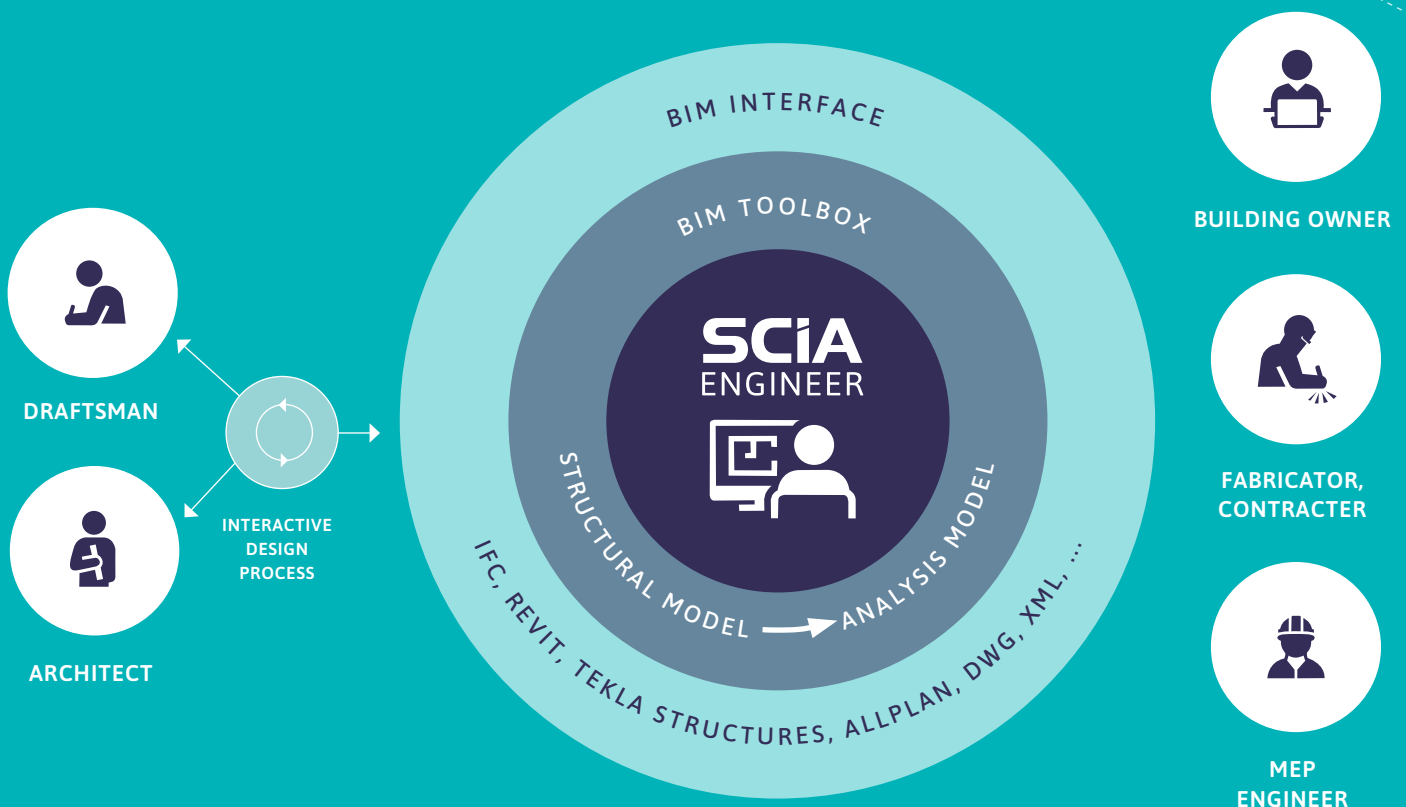 DRAFTSMAN
ARCHITECT
INTERACTIVE
DESIGN
PROCESS
BIM INTERFACE
BIM TOOLBOX
SCiA
ENGINEER
STRUCTURAL MODEL
ANALYSIS MODEL
IFC, REVIT, TEKLA STRUCTURES, ALLPLAN, DWG, XML, ...
BUILDING OWNER
FABRICATOR,
CONTRACTER
MEP
ENGINEER